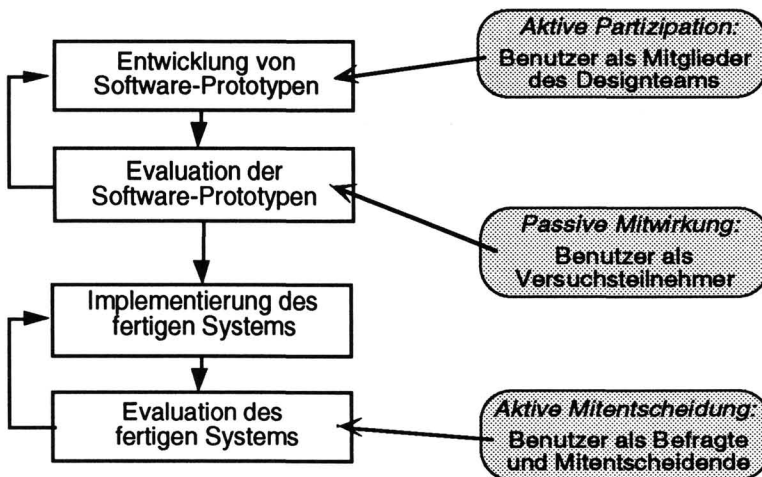 Entwicklung von
Software-Prototypen
Evaluation der
Software-Prototypen
Implementierung des
fertigen Systems
Evaluation des
fertigen Systems
Aktive Partizipation:
Benutzer als Mitglieder
des Designteams
Passive Mitwirkung:
Benutzer als
Versuchsteilnehmer
Aktive Mitentscheidung:
Benutzer als Befragte
und Mitentscheidende